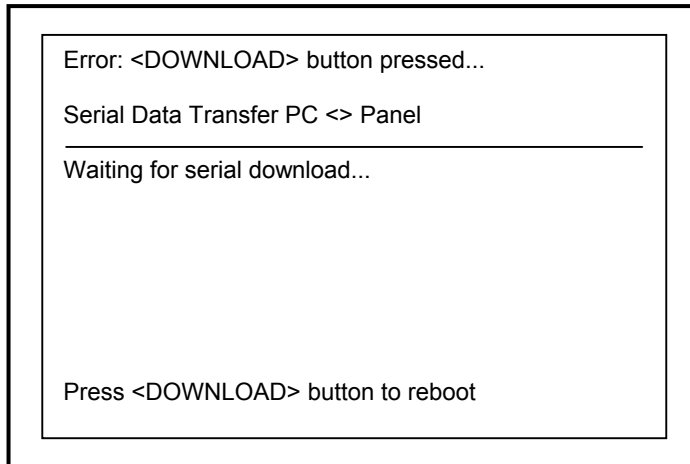 Error: <DOWNLOAD> button pressed...
Serial Data Transfer PC <> Panel
Waiting for serial download...
Press <DOWNLOAD> button to reboot